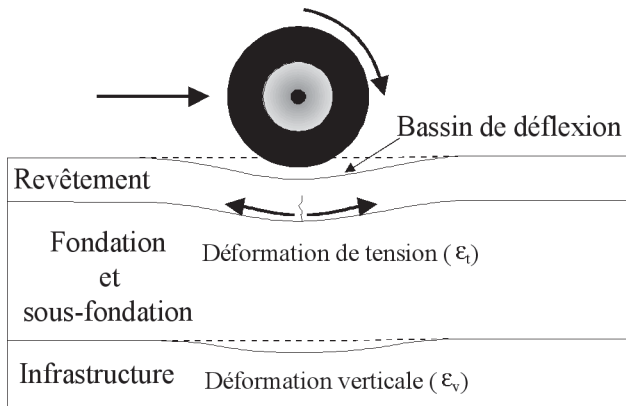 Bassin de déflexion
Revêtement
Fondation
et
sous-fondation
Déformation de tension (εt)
Infrastructure
Déformation verticale (εv)